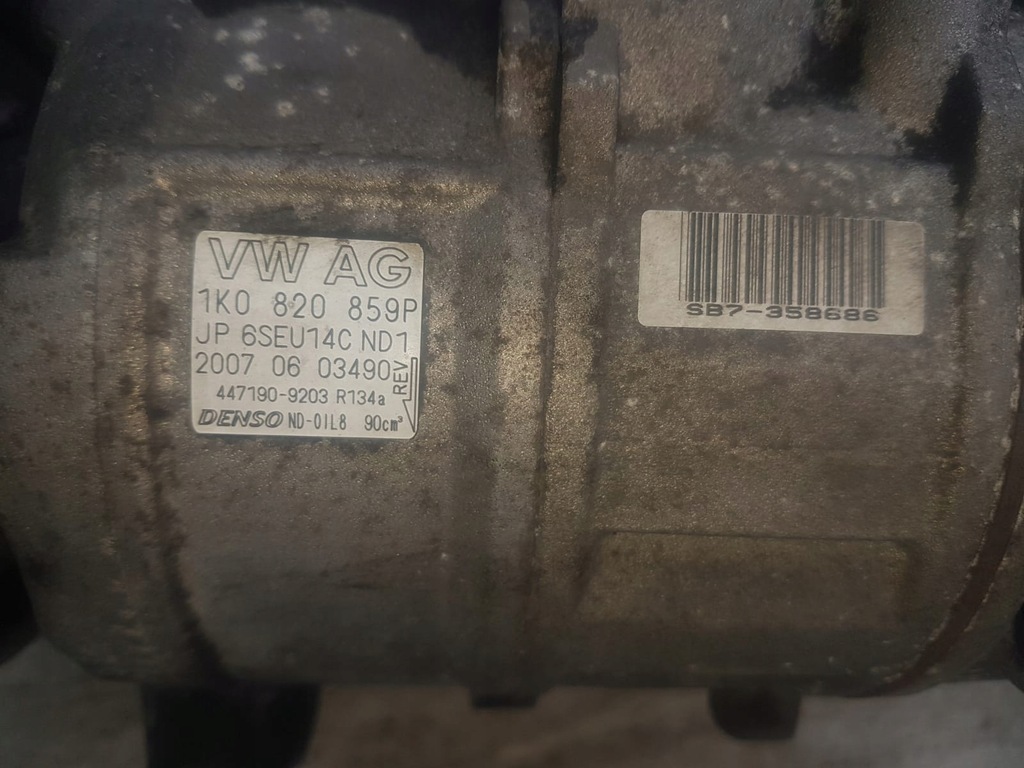 VW AG
1K0 820 859P
JP 6SEU14C ND1
2007 06 03490
REV
447190-9203 R134a
DENSO ND-OIL8 90cm³
SB7-358686